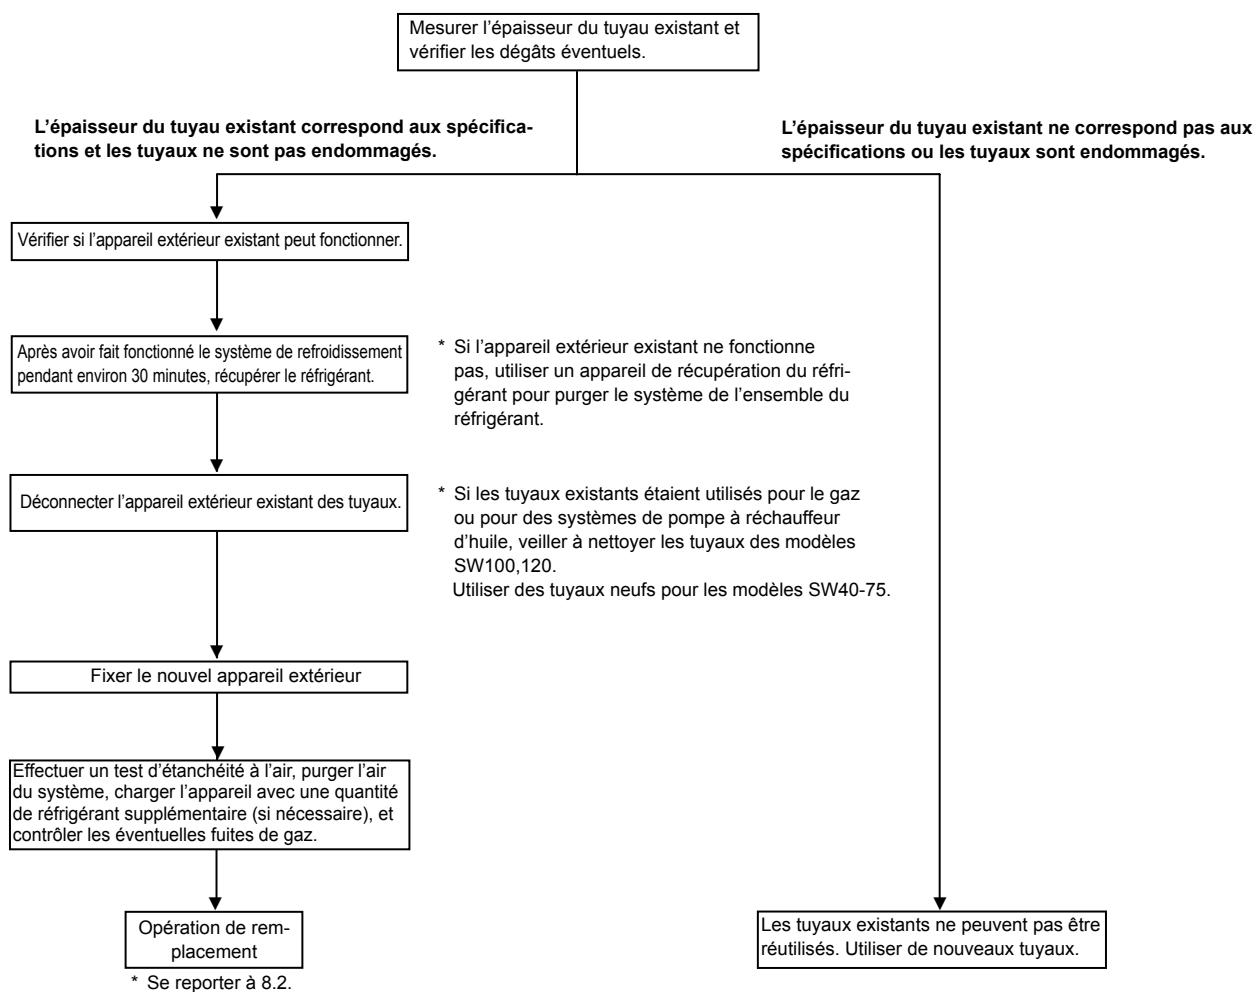 Mesurer l’épaisseur du tuyau existant et
vérifier les dégâts éventuels.
L’épaisseur du tuyau existant correspond aux spécifica-
tions et les tuyaux ne sont pas endommagés.
L’épaisseur du tuyau existant ne correspond pas aux
spécifications ou les tuyaux sont endommagés.
Vérifier si l’appareil extérieur existant peut fonctionner.
Après avoir fait fonctionné le système de refroidissement
pendant environ 30 minutes, récupérer le réfrigérant.
* Si l’appareil extérieur existant ne fonctionne
pas, utiliser un appareil de récupération du réfri-
gérant pour purger le système de l’ensemble du
réfrigérant.
Déconnecter l’appareil extérieur existant des tuyaux.
* Si les tuyaux existants étaient utilisés pour le gaz
ou pour des systèmes de pompe à réchauffeur
d’huile, veiller à nettoyer les tuyaux des modèles
SW100,120.
Utiliser des tuyaux neufs pour les modèles SW40-75.
Fixer le nouvel appareil extérieur
Effectuer un test d’étanchéité à l’air, purger l’air
du système, charger l’appareil avec une quantité
de réfrigérant supplémentaire (si nécessaire), et
contrôler les éventuelles fuites de gaz.
Opération de rem-
placement
* Se reporter à 8.2.
Les tuyaux existants ne peuvent pas être
réutilisés. Utiliser de nouveaux tuyaux.